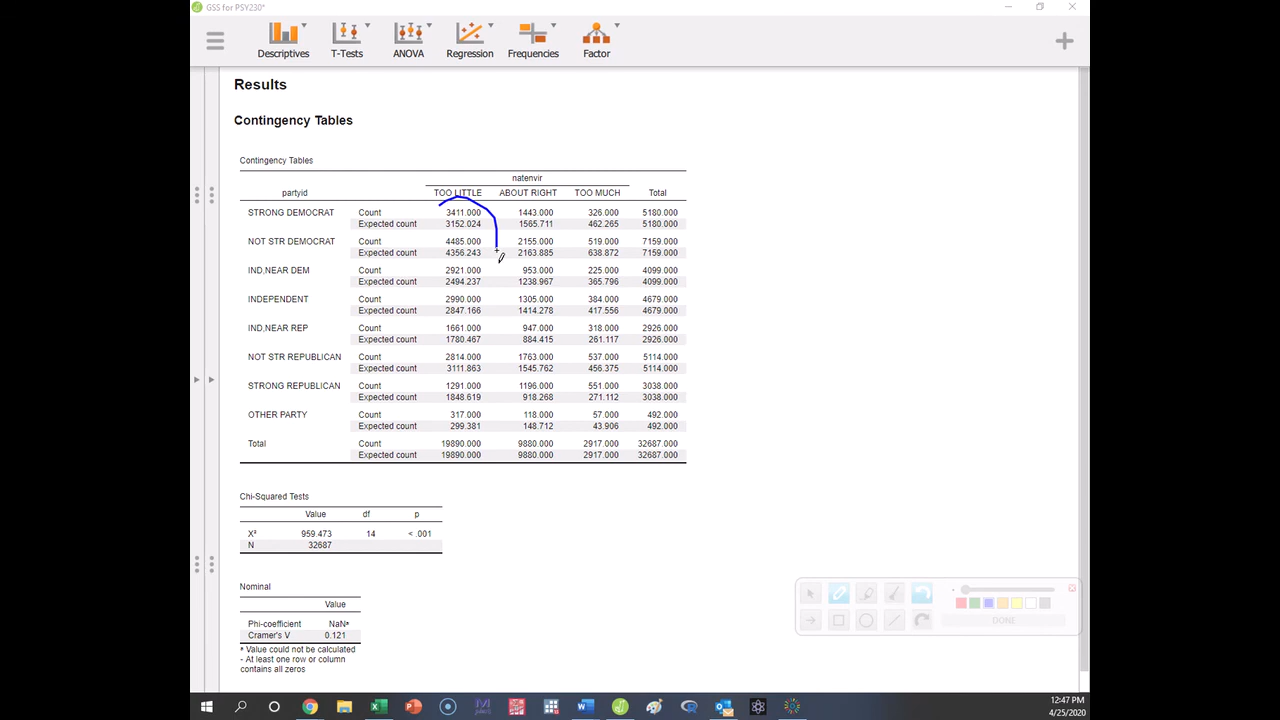 GSS for PSY230*
Descriptives T-Tests ANOVA Regression Frequencies Factor
Results
Contingency Tables
Contingency Tables
natenvir
partyid TOO LITTLE ABOUT RIGHT TOO MUCH Total
STRONG DEMOCRAT Count 3411.000 1443.000 326.000 5180.000
Expected count 3152.024 1565.711 462.265 5180.000
NOT STR DEMOCRAT Count 4485.000 2155.000 519.000 7159.000
Expected count 4356.243 2163.885 638.872 7159.000
IND,NEAR DEM Count 2921.000 953.000 225.000 4099.000
Expected count 2494.237 1238.967 365.796 4099.000
INDEPENDENT Count 2990.000 1305.000 384.000 4679.000
Expected count 2847.166 1414.278 417.556 4679.000
IND,NEAR REP Count 1661.000 947.000 318.000 2926.000
Expected count 1780.467 884.415 261.117 2926.000
NOT STR REPUBLICAN Count 2814.000 1763.000 537.000 5114.000
Expected count 3111.863 1545.762 456.375 5114.000
STRONG REPUBLICAN Count 1291.000 1196.000 551.000 3038.000
Expected count 1848.619 918.268 271.112 3038.000
OTHER PARTY Count 317.000 118.000 57.000 492.000
Expected count 299.381 148.712 43.906 492.000
Total Count 19890.000 9880.000 2917.000 32687.000
Expected count 19890.000 9880.000 2917.000 32687.000
Chi-Squared Tests
Value df p
X² 959.473 14 < .001
N 32687
Nominal
Value
Phi-coefficient NaNᵃ
Cramer's V 0.121
ᵃ Value could not be calculated
- At least one row or column
contains all zeros
DONE
12:47 PM
4/25/2020